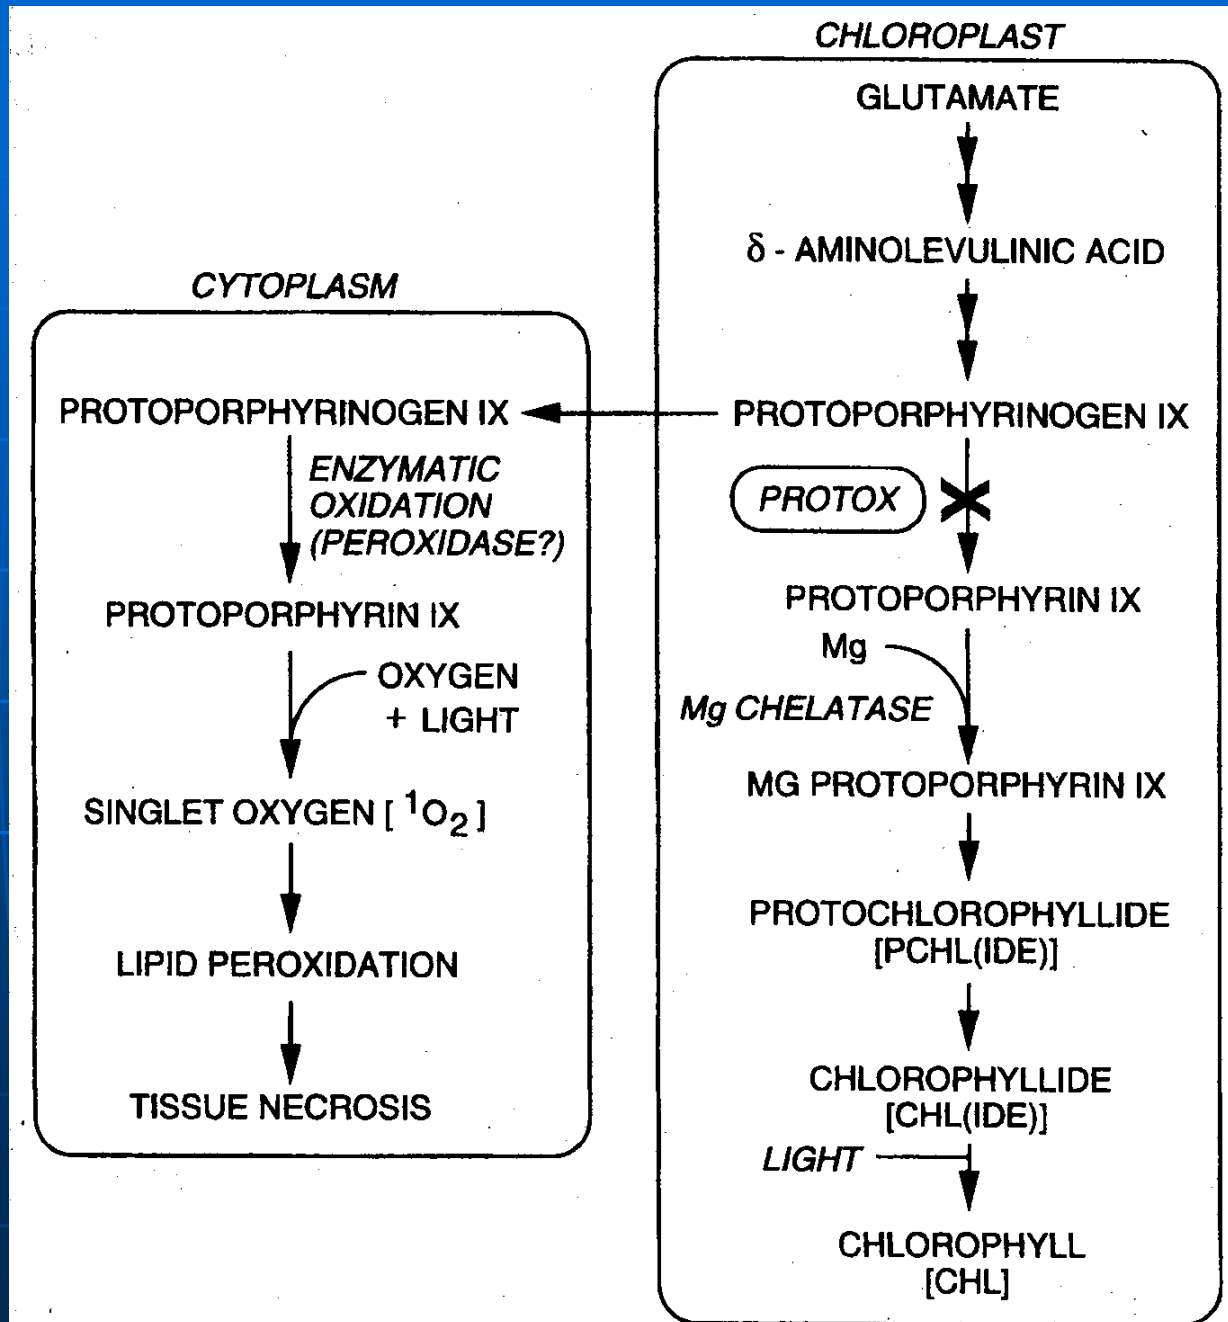 CHLOROPLAST
GLUTAMATE
δ - AMINOLEVULINIC ACID
PROTOPORPHYRINOGEN IX
PROTOX
PROTOPORPHYRIN IX
Mg
Mg CHELATASE
MG PROTOPORPHYRIN IX
PROTOCHLOROPHYLLIDE
[PCHL(IDE)]
CHLOROPHYLLIDE
[CHL(IDE)]
LIGHT
CHLOROPHYLL
[CHL]
CYTOPLASM
PROTOPORPHYRINOGEN IX
ENZYMATIC
OXIDATION
(PEROXIDASE?)
PROTOPORPHYRIN IX
OXYGEN
+ LIGHT
SINGLET OXYGEN [ ¹O₂ ]
LIPID PEROXIDATION
TISSUE NECROSIS